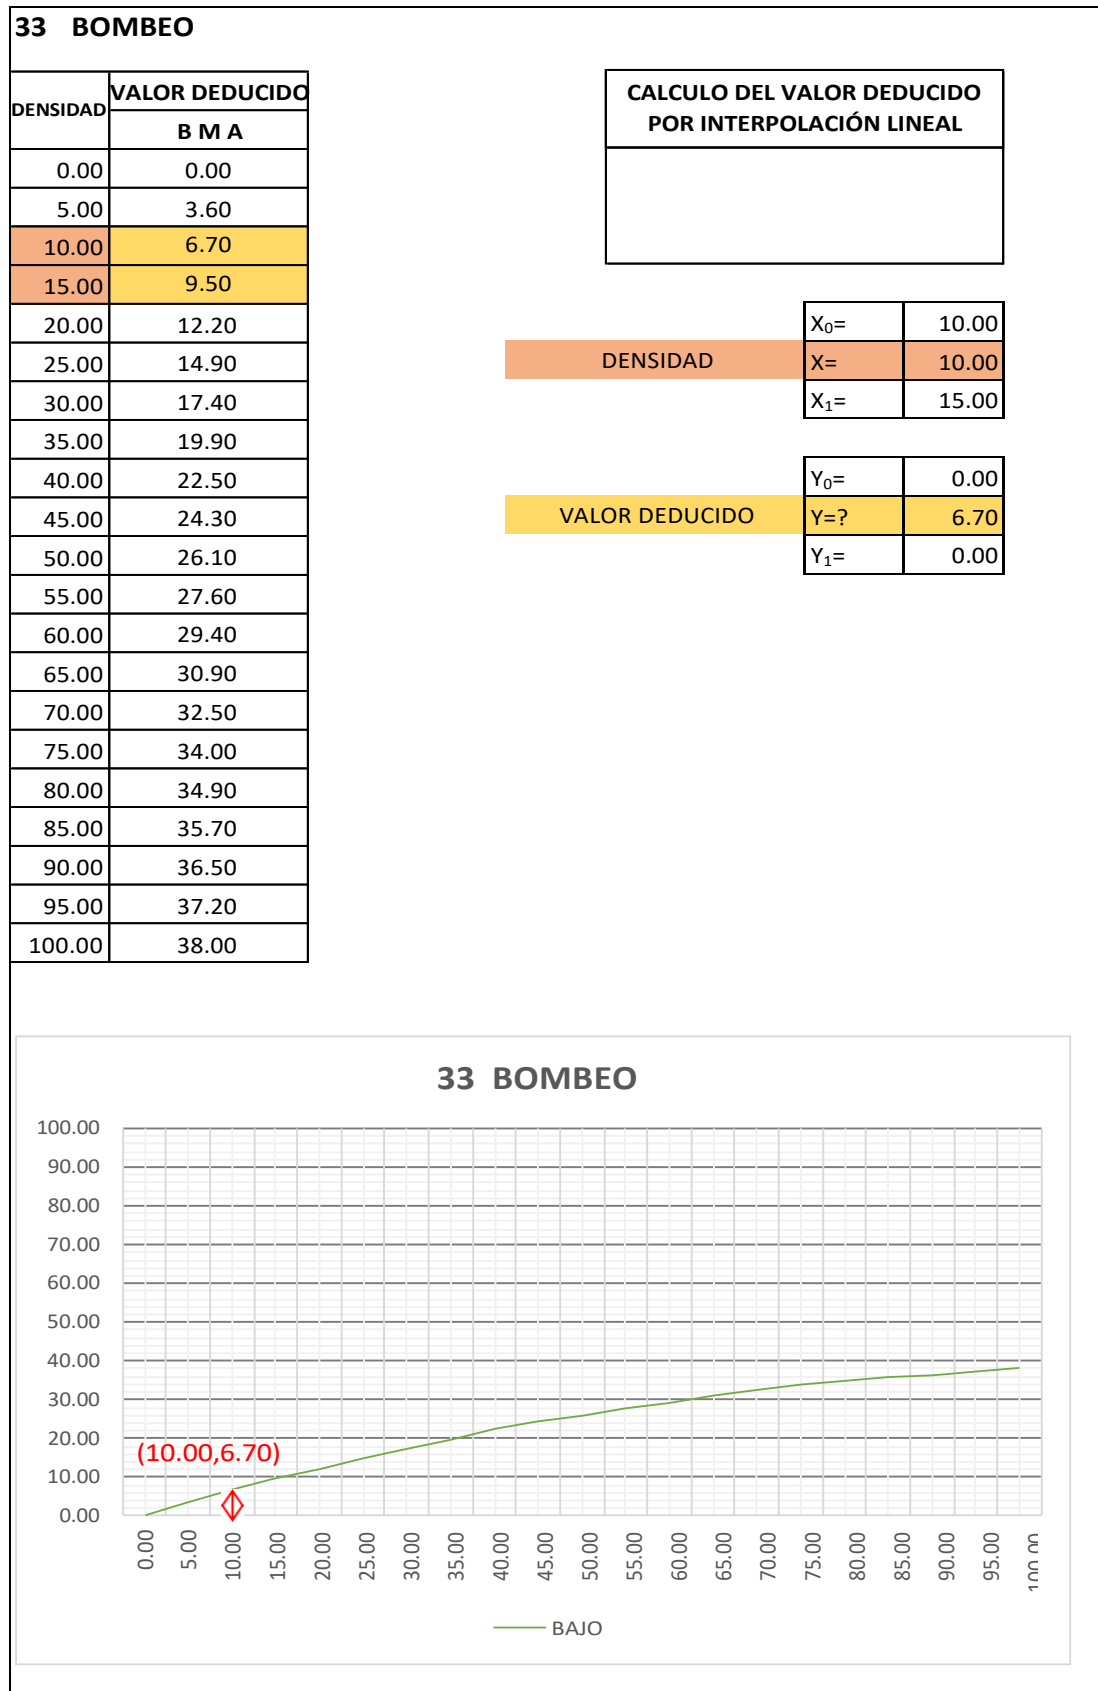 33 BOMBEO
DENSIDAD VALOR DEDUCIDO
B M A
0.00 0.00
5.00 3.60
10.00 6.70
15.00 9.50
20.00 12.20
25.00 14.90
30.00 17.40
35.00 19.90
40.00 22.50
45.00 24.30
50.00 26.10
55.00 27.60
60.00 29.40
65.00 30.90
70.00 32.50
75.00 34.00
80.00 34.90
85.00 35.70
90.00 36.50
95.00 37.20
100.00 38.00
CALCULO DEL VALOR DEDUCIDO
POR INTERPOLACIÓN LINEAL
X₀= 10.00
DENSIDAD X= 10.00
X₁= 15.00
Y₀= 0.00
VALOR DEDUCIDO Y=? 6.70
Y₁= 0.00
33 BOMBEO
100.00
90.00
80.00
70.00
60.00
50.00
40.00
30.00
20.00
10.00
0.00
(10.00,6.70)
0.00 5.00 10.00 15.00 20.00 25.00 30.00 35.00 40.00 45.00 50.00 55.00 60.00 65.00 70.00 75.00 80.00 85.00 90.00 95.00 100.00
BAJO